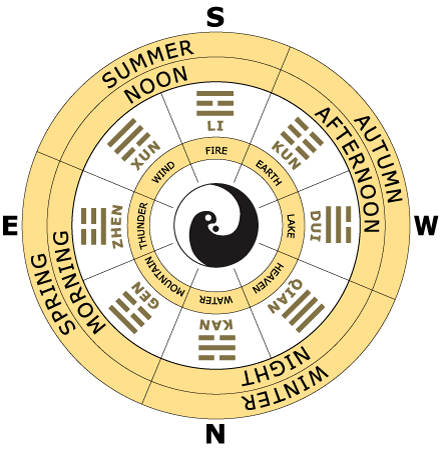 S
SUMMER
NOON
AUTUMN
AFTERNOON
WINTER
NIGHT
SPRING
MORNING
E
W
N
LI
KUN
DUI
QIAN
KAN
GEN
ZHEN
XUN
FIRE
EARTH
LAKE
HEAVEN
WATER
MOUNTAIN
THUNDER
WIND